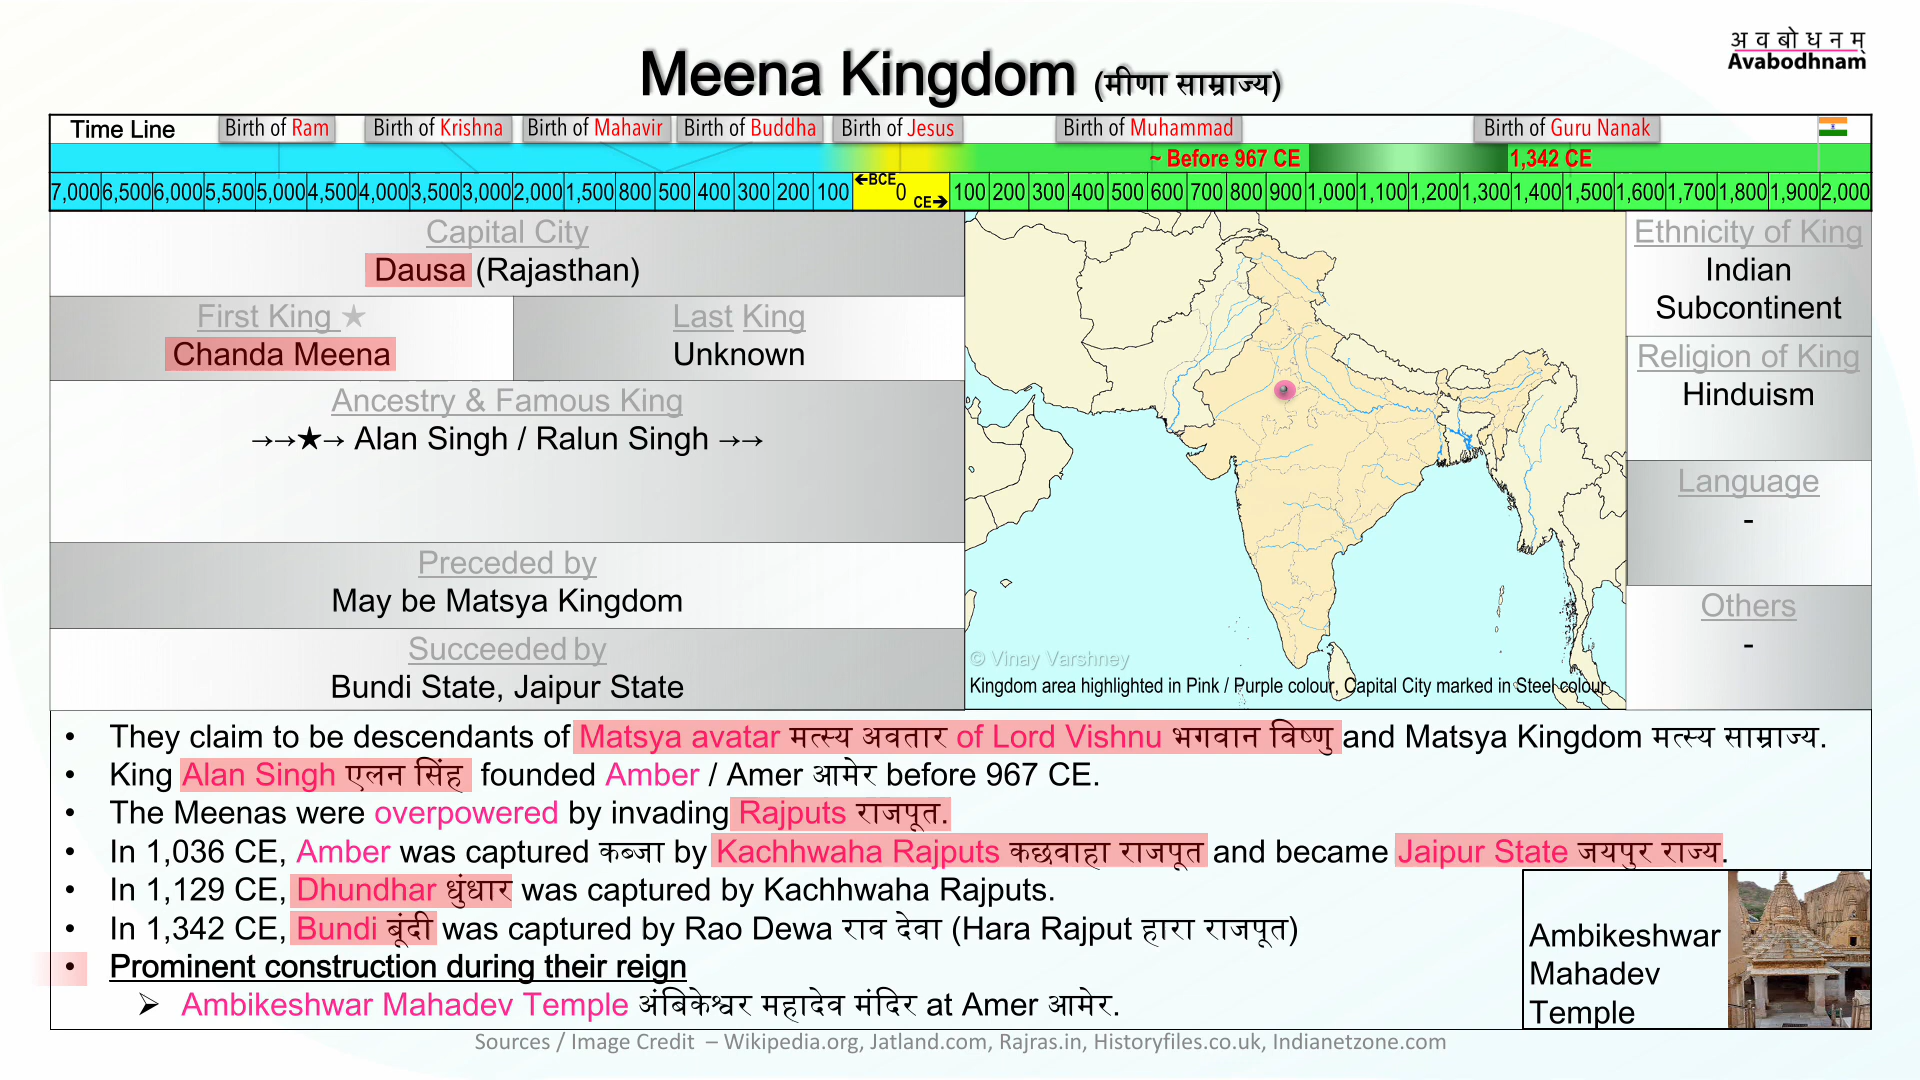 अ व बो ध न म्
Avabodhnam
Meena Kingdom (मीणा साम्राज्य)
Time Line
Birth of Ram
Birth of Krishna
Birth of Mahavir
Birth of Buddha
Birth of Jesus
Birth of Muhammad
Birth of Guru Nanak
~ Before 967 CE
1,342 CE
7,000 6,500 6,000 5,500 5,000 4,500 4,000 3,500 3,000 2,000 1,500 800 500 400 300 200 100 ←BCE 0 CE→ 100 200 300 400 500 600 700 800 900 1,000 1,100 1,200 1,300 1,400 1,500 1,600 1,700 1,800 1,900 2,000
Capital City
Dausa (Rajasthan)
First King ★
Chanda Meena
Last King
Unknown
Ancestry & Famous King
→→★→ Alan Singh / Ralun Singh →→
Preceded by
May be Matsya Kingdom
Succeeded by
Bundi State, Jaipur State
© Vinay Varshney
Kingdom area highlighted in Pink / Purple colour, Capital City marked in Steel colour
Ethnicity of King
Indian
Subcontinent
Religion of King
Hinduism
Language
-
Others
-
• They claim to be descendants of Matsya avatar मत्स्य अवतार of Lord Vishnu भगवान विष्णु and Matsya Kingdom मत्स्य साम्राज्य.
• King Alan Singh एलन सिंह founded Amber / Amer आमेर before 967 CE.
• The Meenas were overpowered by invading Rajputs राजपूत.
• In 1,036 CE, Amber was captured कब्जा by Kachhwaha Rajputs कछवाहा राजपूत and became Jaipur State जयपुर राज्य.
• In 1,129 CE, Dhundhar धुंधार was captured by Kachhwaha Rajputs.
• In 1,342 CE, Bundi बूंदी was captured by Rao Dewa राव देवा (Hara Rajput हारा राजपूत)
• Prominent construction during their reign
➢ Ambikeshwar Mahadev Temple अंबिकेश्वर महादेव मंदिर at Amer आमेर.
Ambikeshwar
Mahadev
Temple
Sources / Image Credit – Wikipedia.org, Jatland.com, Rajras.in, Historyfiles.co.uk, Indianetzone.com